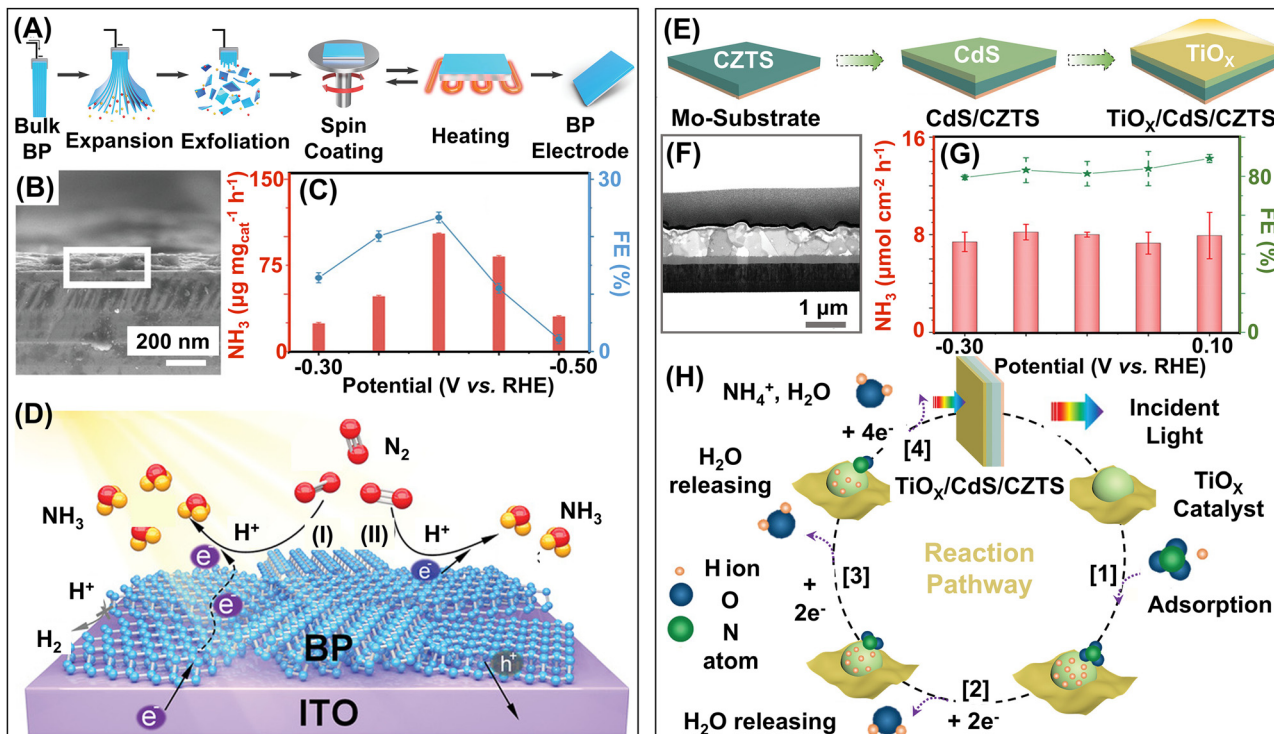 (A)
Bulk
BP
Expansion
Exfoliation
Spin
Coating
Heating
BP
Electrode
(B)
200 nm
(C)
NH₃ (μg mg_cat⁻¹ h⁻¹)
150
75
0
30
0
FE (%)
-0.30
-0.50
Potential (V vs. RHE)
(D)
N₂
NH₃
H⁺
(I)
(II)
H⁺
NH₃
e⁻
e⁻
e⁻
H⁺
H₂
BP
h⁺
e⁻
ITO
(E)
CZTS
CdS
TiOₓ
Mo-Substrate
CdS/CZTS
TiOₓ/CdS/CZTS
(F)
1 μm
(G)
NH₃ (μmol cm⁻² h⁻¹)
16
8
0
80
0
FE (%)
-0.30
0.10
Potential (V vs. RHE)
(H)
NH₄⁺, H₂O
+ 4e⁻
[4]
Incident
Light
H₂O
releasing
TiOₓ/CdS/CZTS
TiOₓ
Catalyst
Reaction
Pathway
H ion
O
N
atom
[3]
+
2e⁻
[1]
Adsorption
[2]
H₂O releasing
+ 2e⁻